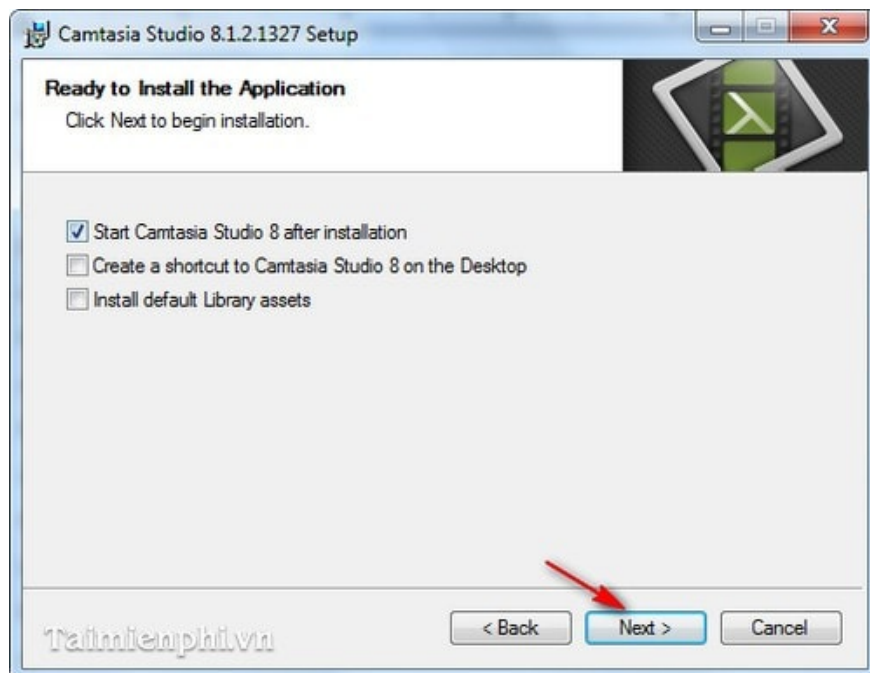 Camtasia Studio 8.1.2.1327 Setup
Ready to Install the Application
Click Next to begin installation.
Start Camtasia Studio 8 after installation
Create a shortcut to Camtasia Studio 8 on the Desktop
Install default Library assets
Taimienphi.vn
< Back Next > Cancel